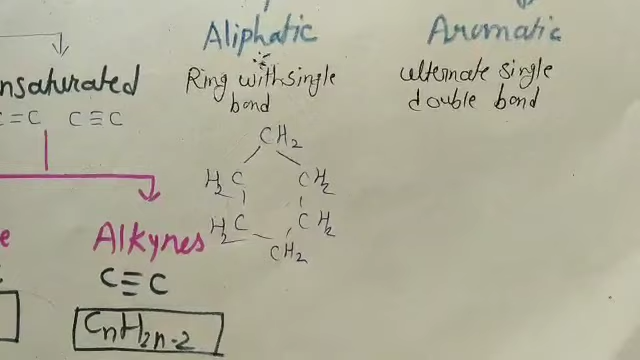 Aliphatic
Aromatic
Ring with single
bond
alternate single
double bond
nsaturated
C=C C≡C
CH2
H2C CH2
H2C CH2
CH2
e
Alkynes
C≡C
CnH2n-2